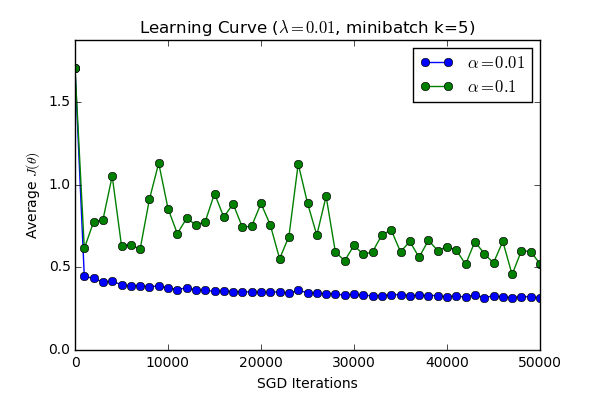 Learning Curve (λ=0.01, minibatch k=5)
α=0.01
α=0.1
Average J(θ)
1.5
1.0
0.5
0.0
0 10000 20000 30000 40000 50000
SGD Iterations